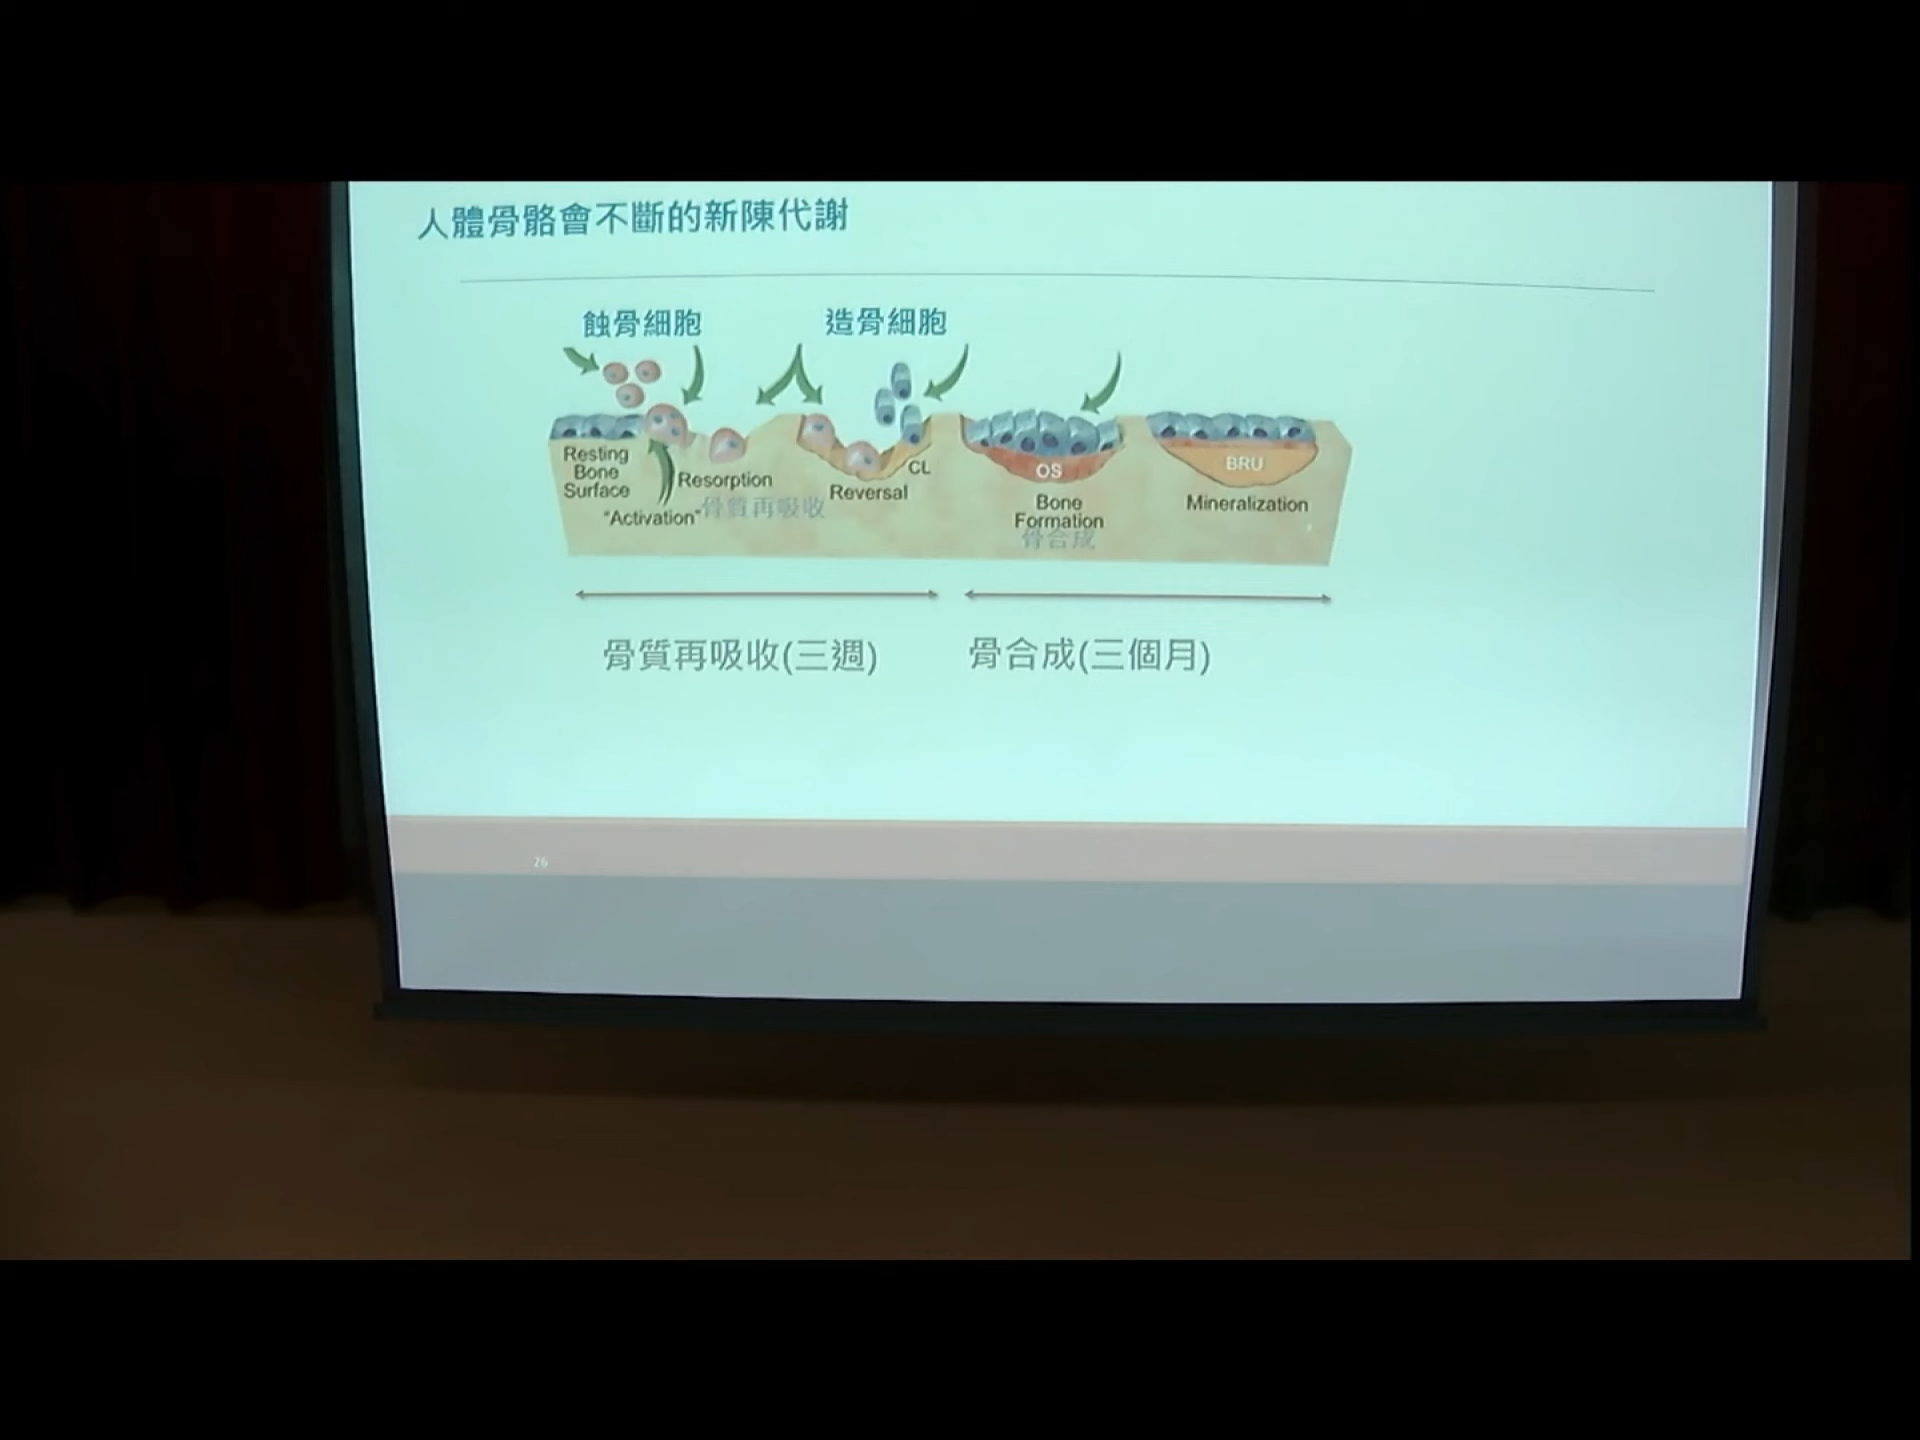 人體骨骼會不斷的新陳代謝
蝕骨細胞
造骨細胞
Resting
Bone
Surface
"Activation"
Resorption
骨質再吸收
Reversal
CL
OS
Bone
Formation
骨合成
BRU
Mineralization
骨質再吸收(三週)
骨合成(三個月)
26